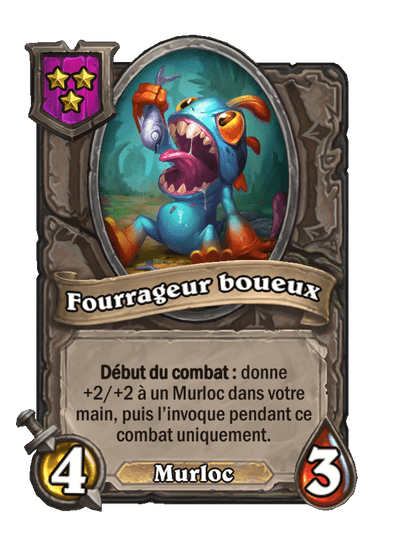 Fourrageur boueux
Début du combat : donne
+2/+2 à un Murloc dans votre
main, puis l'invoque pendant ce
combat uniquement.
4
Murloc
3